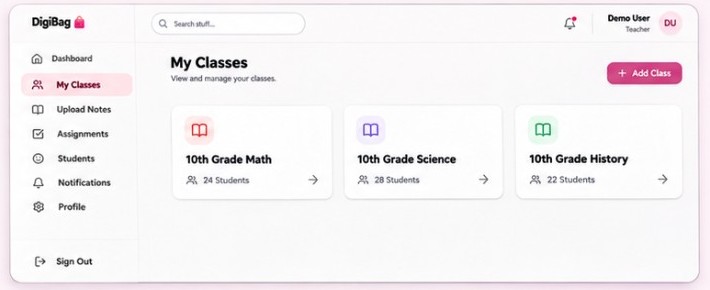 DigiBag
Search stuff...
Demo User
Teacher
DU
Dashboard
My Classes
Upload Notes
Assignments
Students
Notifications
Profile
Sign Out
My Classes
View and manage your classes.
+ Add Class
10th Grade Math
24 Students
10th Grade Science
28 Students
10th Grade History
22 Students